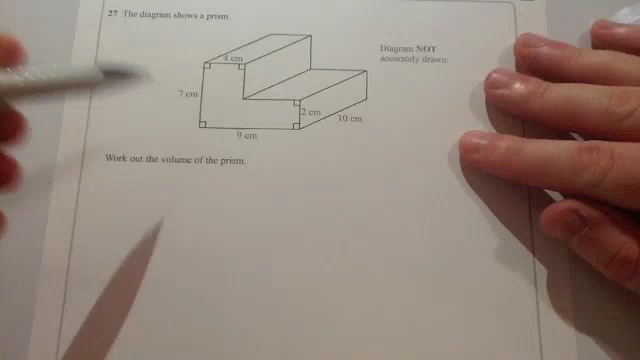 27 The diagram shows a prism.
4 cm
Diagram NOT
accurately drawn.
7 cm
2 cm
10 cm
9 cm
Work out the volume of the prism.